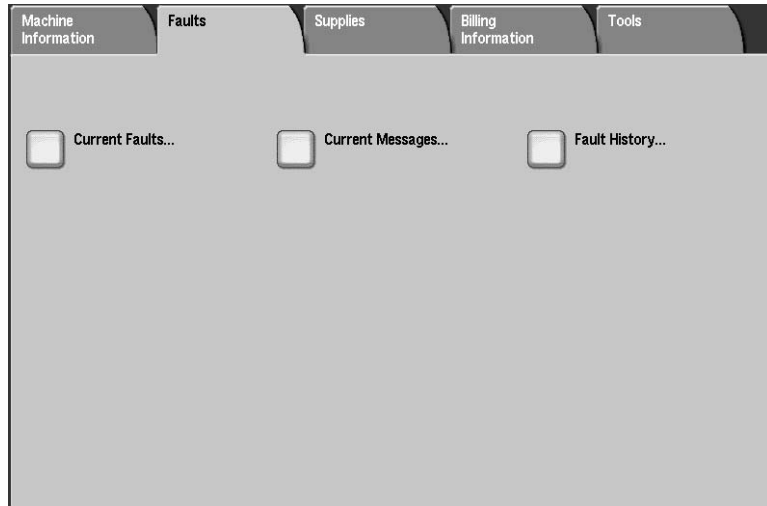 Machine
Information
Faults
Supplies
Billing
Information
Tools
Current Faults...
Current Messages...
Fault History...